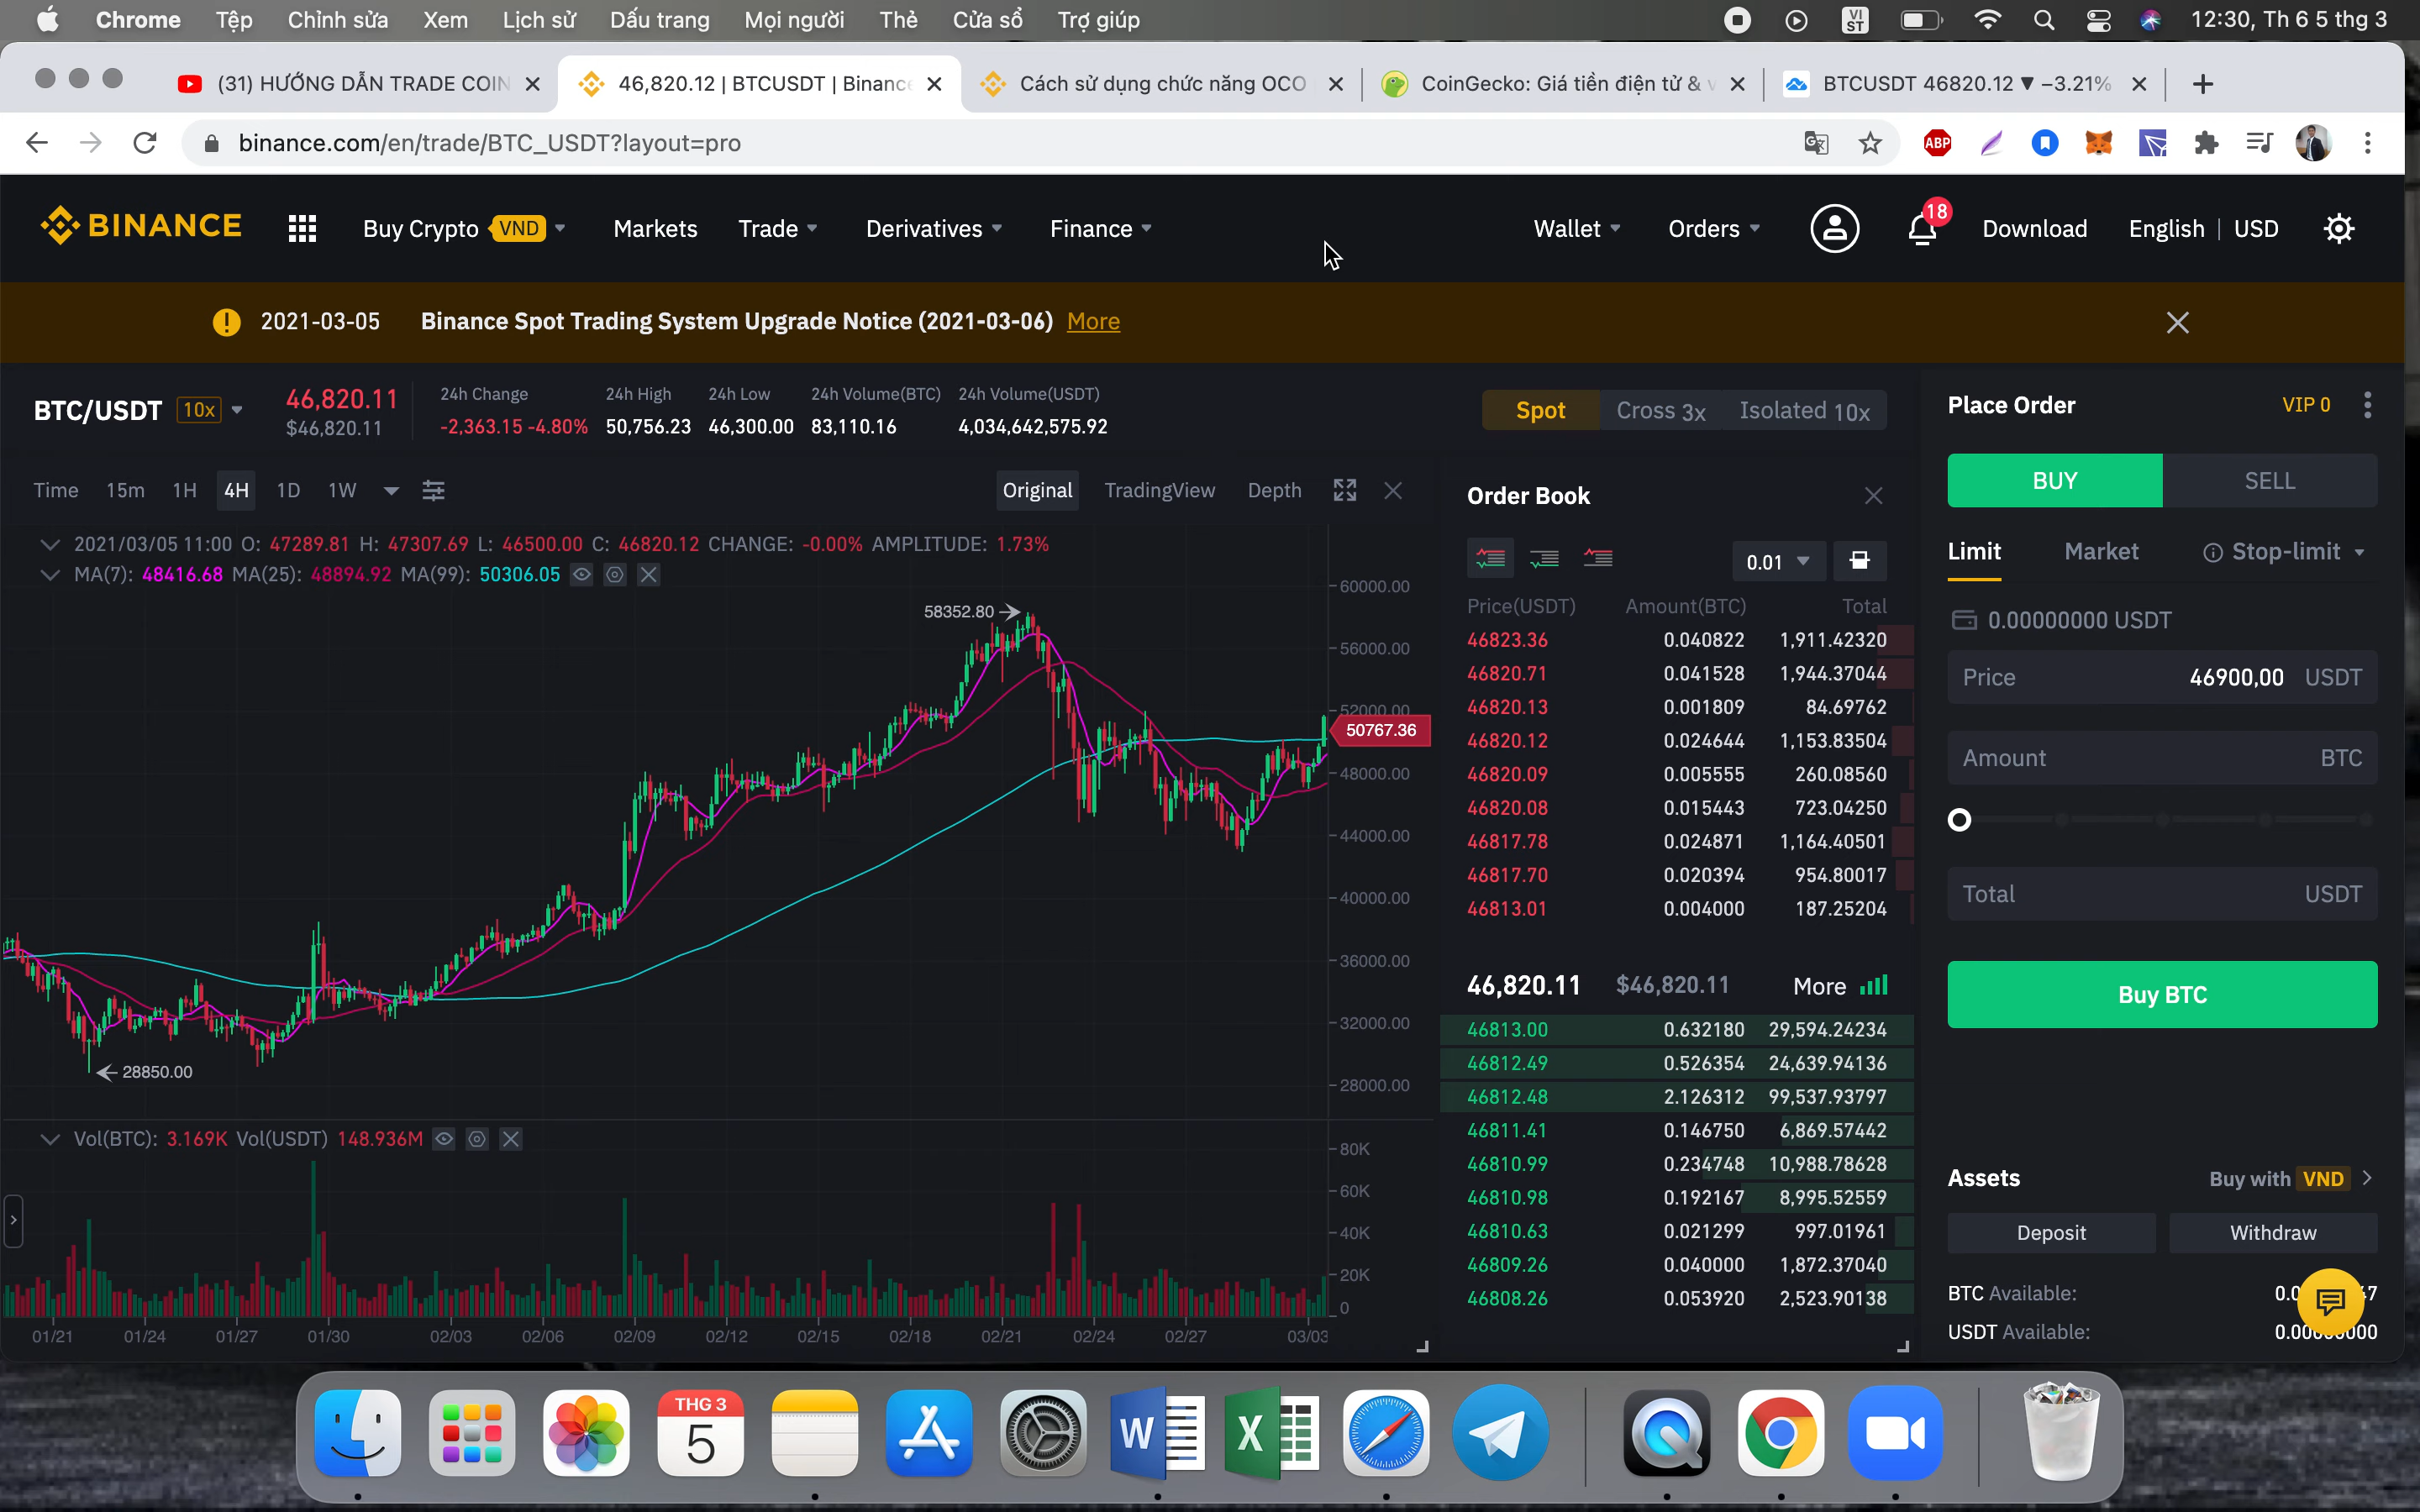 Chrome Tệp Chỉnh sửa Xem Lịch sử Dấu trang Mọi người Thẻ Cửa sổ Trợ giúp VI ST 12:30, Th 6 5 thg 3
(31) HƯỚNG DẪN TRADE COIN 46,820.12 | BTCUSDT | Binance Cách sử dụng chức năng OCO CoinGecko: Giá tiền điện tử & BTCUSDT 46820.12 ▼ −3.21%
binance.com/en/trade/BTC_USDT?layout=pro ABP
BINANCE Buy Crypto VND Markets Trade Derivatives Finance Wallet Orders 18 Download English | USD
2021-03-05 Binance Spot Trading System Upgrade Notice (2021-03-06) More
BTC/USDT 10x
46,820.11
$46,820.11
24h Change 24h High 24h Low 24h Volume(BTC) 24h Volume(USDT)
-2,363.15 -4.80% 50,756.23 46,300.00 83,110.16 4,034,642,575.92
Time 15m 1H 4H 1D 1W Original TradingView Depth
2021/03/05 11:00 O: 47289.81 H: 47307.69 L: 46500.00 C: 46820.12 CHANGE: -0.00% AMPLITUDE: 1.73%
MA(7): 48416.68 MA(25): 48894.92 MA(99): 50306.05
60000.00
58352.80
56000.00
52000.00
50767.36
48000.00
44000.00
40000.00
36000.00
32000.00
28850.00
28000.00
Vol(BTC): 3.169K Vol(USDT) 148.936M
80K
60K
40K
20K
0
01/21 01/24 01/27 01/30 02/03 02/06 02/09 02/12 02/15 02/18 02/21 02/24 02/27 03/03
Spot Cross 3x Isolated 10x
Order Book
0.01
Price(USDT) Amount(BTC) Total
46823.36 0.040822 1,911.42320
46820.71 0.041528 1,944.37044
46820.13 0.001809 84.69762
46820.12 0.024644 1,153.83504
46820.09 0.005555 260.08560
46820.08 0.015443 723.04250
46817.78 0.024871 1,164.40501
46817.70 0.020394 954.80017
46813.01 0.004000 187.25204
46,820.11 $46,820.11 More
46813.00 0.632180 29,594.24234
46812.49 0.526354 24,639.94136
46812.48 2.126312 99,537.93797
46811.41 0.146750 6,869.57442
46810.99 0.234748 10,988.78628
46810.98 0.192167 8,995.52559
46810.63 0.021299 997.01961
46809.26 0.040000 1,872.37040
46808.26 0.053920 2,523.90138
Place Order VIP 0
BUY SELL
Limit Market Stop-limit
0.00000000 USDT
Price 46900,00 USDT
Amount BTC
Total USDT
Buy BTC
Assets Buy with VND
Deposit Withdraw
BTC Available:
USDT Available:
THG 3
5
W X